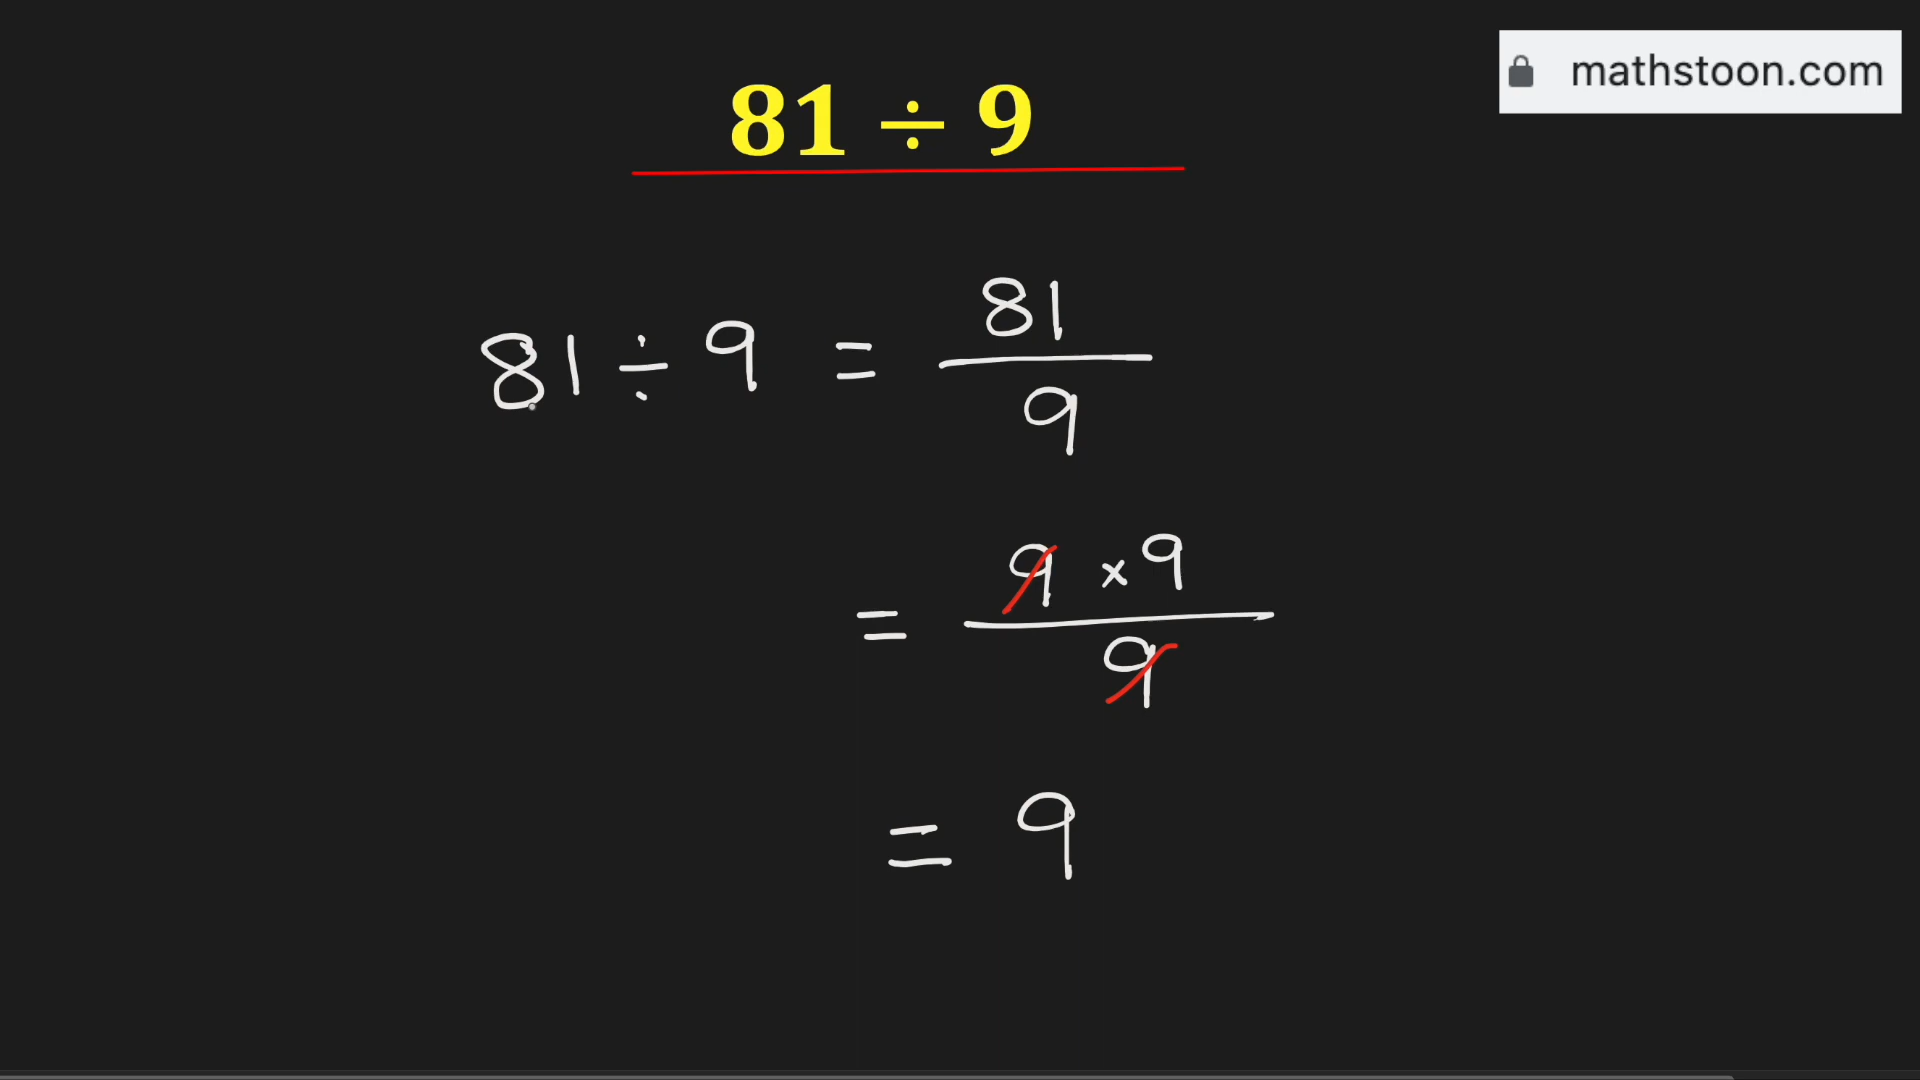 mathstoon.com
81 ÷ 9
81 ÷ 9 = 81/9
= 9 × 9/9
= 9